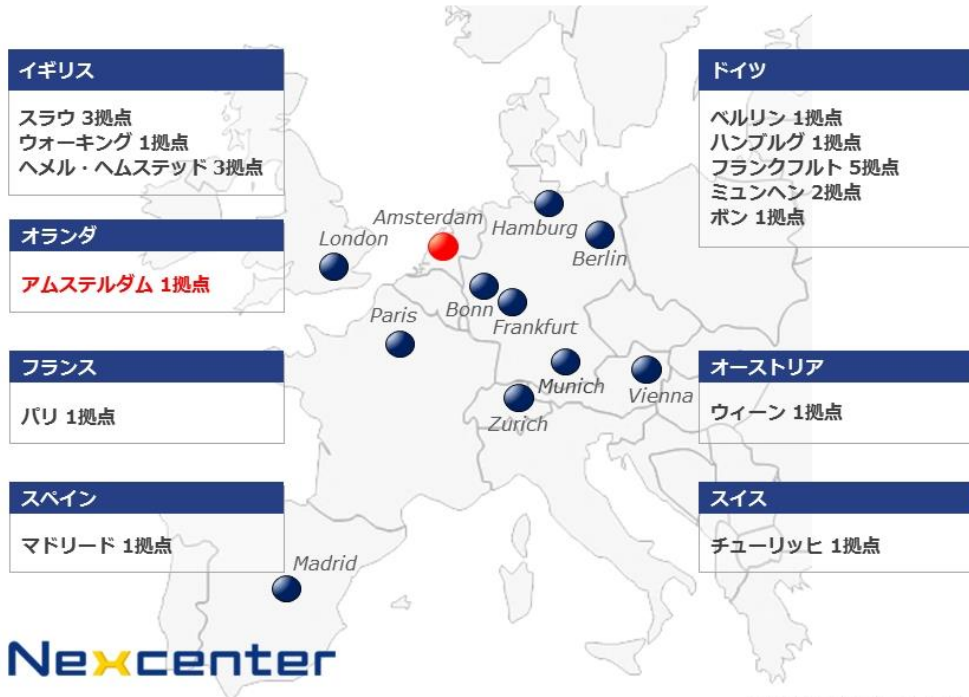 イギリス
スラウ 3拠点
ウォーキング 1拠点
ヘメル・ヘムステッド 3拠点
オランダ
アムステルダム 1拠点
フランス
パリ 1拠点
スペイン
マドリード 1拠点
ドイツ
ベルリン 1拠点
ハンブルグ 1拠点
フランクフルト 5拠点
ミュンヘン 2拠点
ボン 1拠点
オーストリア
ウィーン 1拠点
スイス
チューリッヒ 1拠点
Amsterdam
London
Hamburg
Berlin
Bonn
Frankfurt
Paris
Munich
Vienna
Zurich
Madrid
Nexcenter